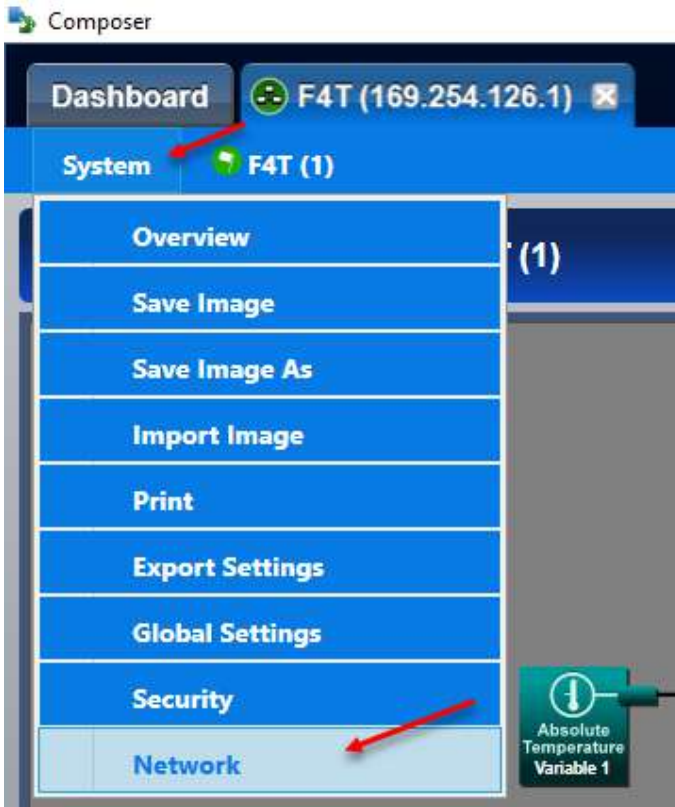 Composer
Dashboard F4T (169.254.126.1)
System F4T (1)
Overview
(1)
Save Image
Save Image As
Import Image
Print
Export Settings
Global Settings
Security
Network
Absolute
Temperature
Variable 1